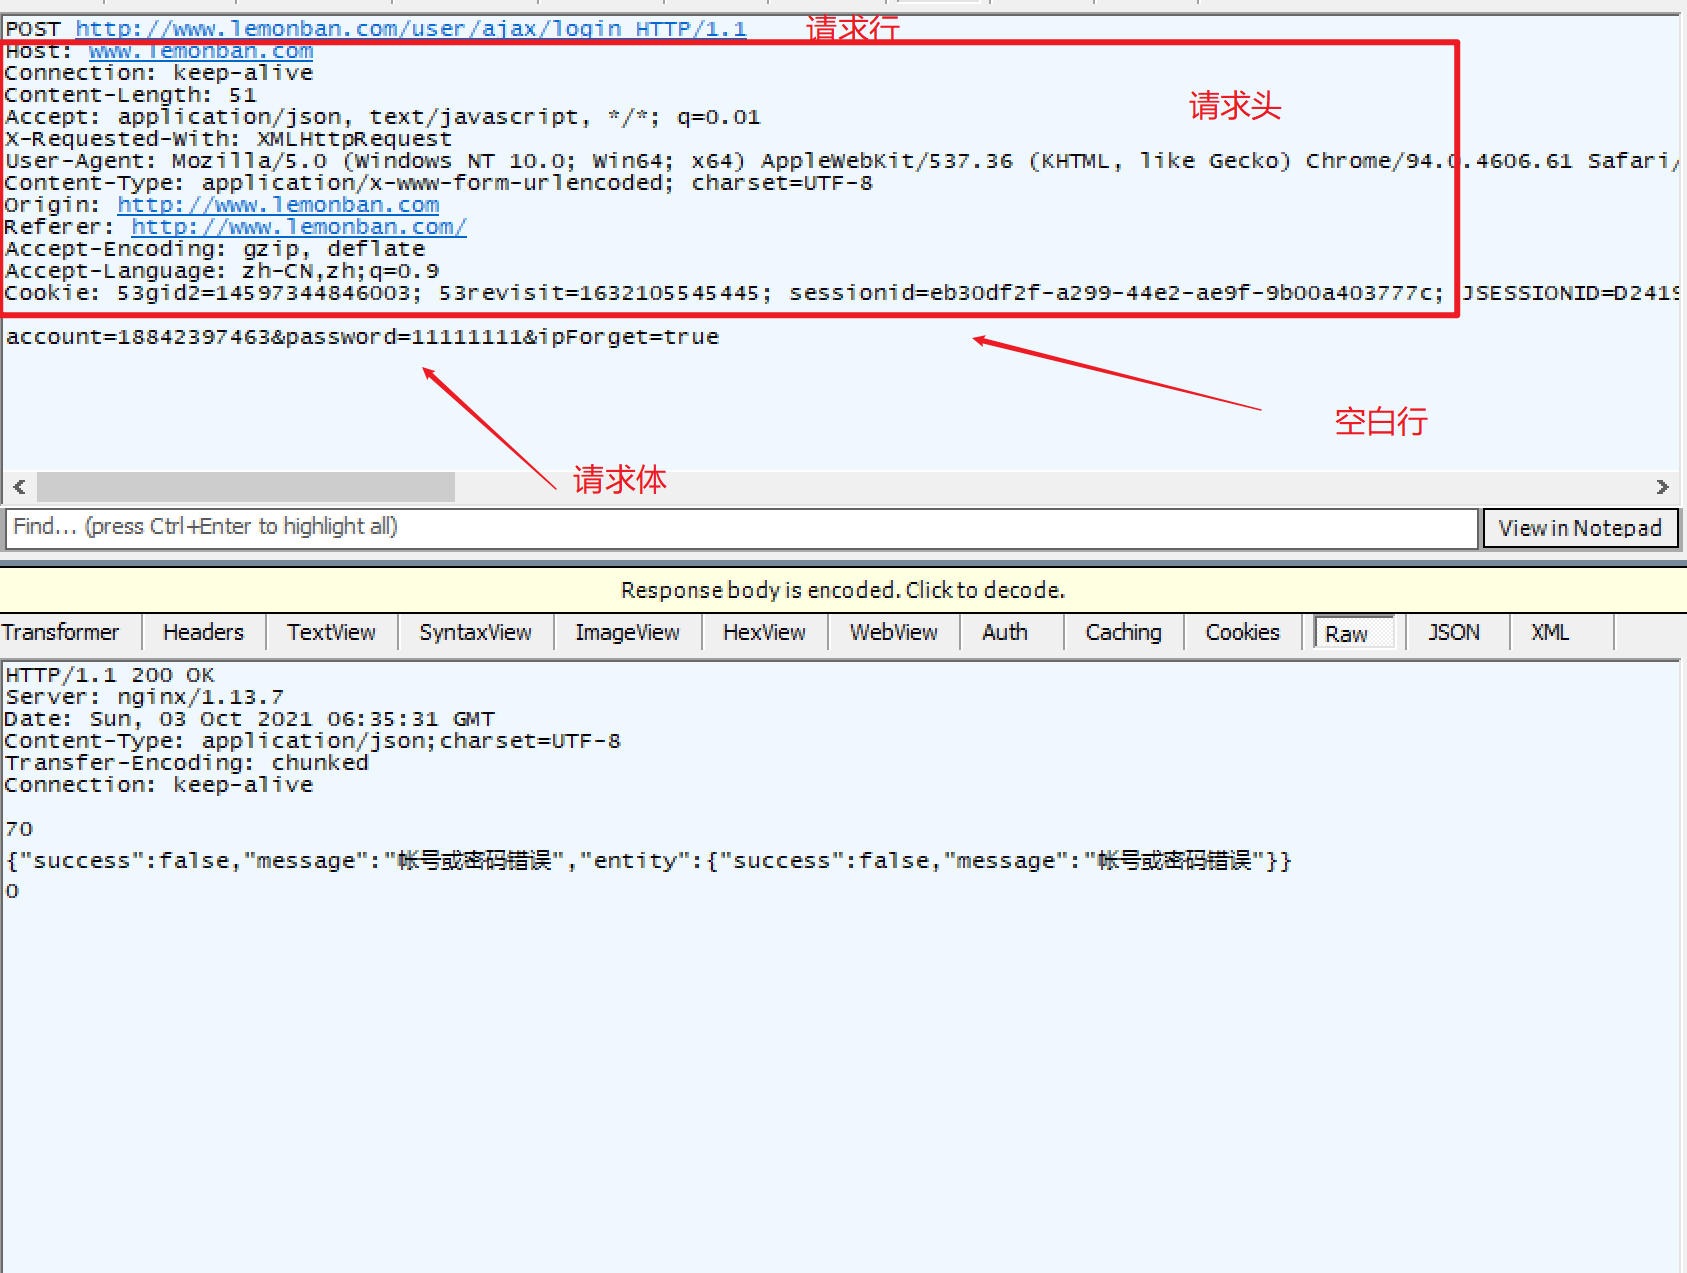 POST http://www.lemonban.com/user/ajax/login HTTP/1.1 请求行
Host: www.lemonban.com
Connection: keep-alive
Content-Length: 51
请求头
Accept: application/json, text/javascript, */*; q=0.01
X-Requested-With: XMLHttpRequest
User-Agent: Mozilla/5.0 (Windows NT 10.0; Win64; x64) AppleWebKit/537.36 (KHTML, like Gecko) Chrome/94.0.4606.61 Safari/
Content-Type: application/x-www-form-urlencoded; charset=UTF-8
Origin: http://www.lemonban.com
Referer: http://www.lemonban.com/
Accept-Encoding: gzip, deflate
Accept-Language: zh-CN,zh;q=0.9
Cookie: 53gid2=14597344846003; 53revisit=1632105545445; sessionid=eb30df2f-a299-44e2-ae9f-9b00a403777c; JSESSIONID=D2419
account=18842397463&password=11111111&ipForget=true
空白行
请求体
Find... (press Ctrl+Enter to highlight all) View in Notepad
Response body is encoded. Click to decode.
Transformer Headers TextView SyntaxView ImageView HexView WebView Auth Caching Cookies Raw JSON XML
HTTP/1.1 200 OK
Server: nginx/1.13.7
Date: Sun, 03 Oct 2021 06:35:31 GMT
Content-Type: application/json;charset=UTF-8
Transfer-Encoding: chunked
Connection: keep-alive
70
{"success":false,"message":"帐号或密码错误","entity":{"success":false,"message":"帐号或密码错误"}}
0